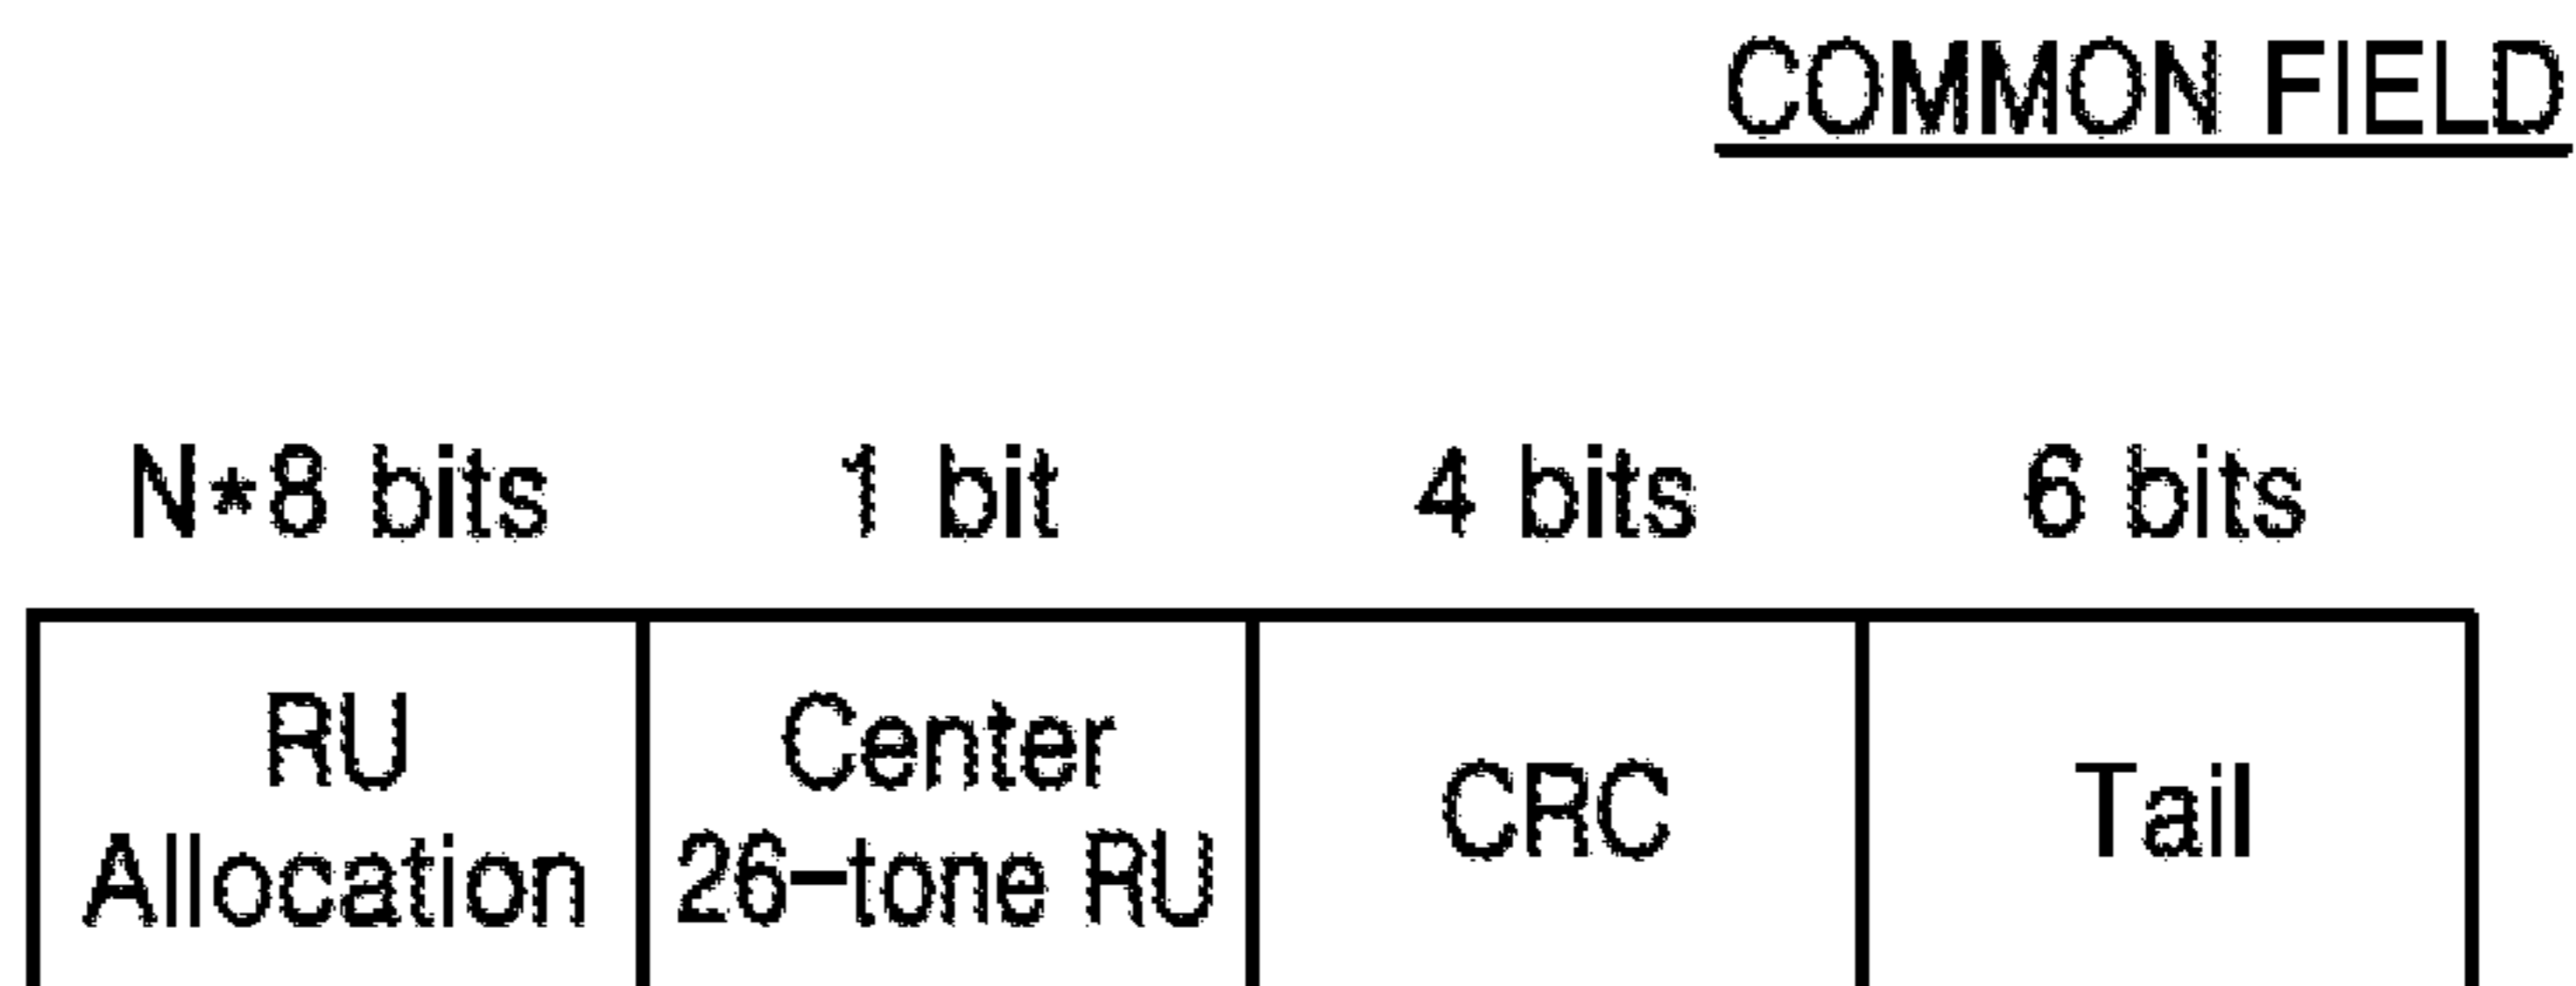 COMMON FIELD
N*8 bits 1 bit 4 bits 6 bits
RU Allocation
Center 26-tone RU
CRC
Tail